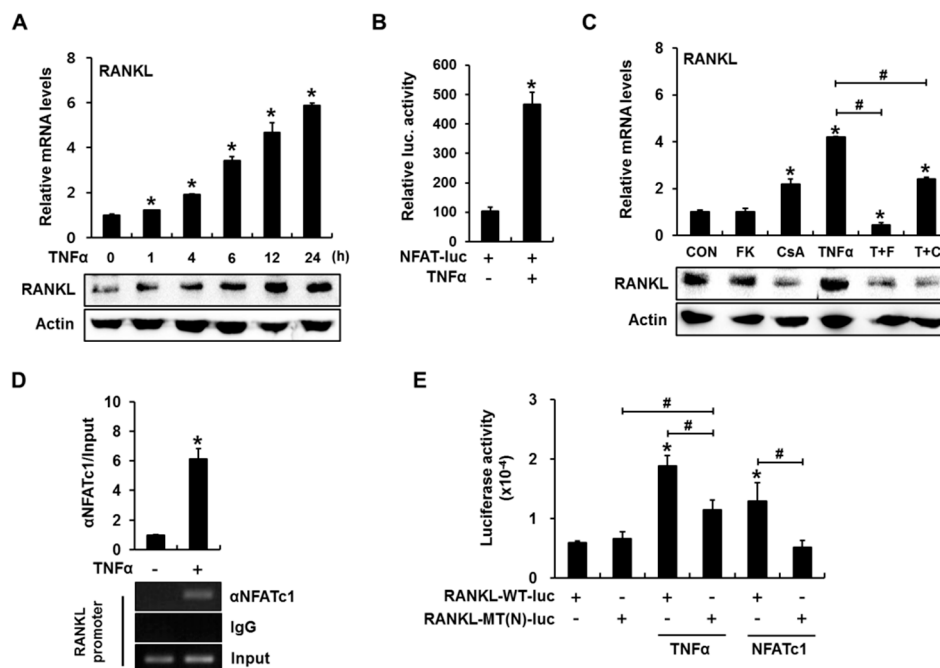 A
RANKL
Relative mRNA levels
8
6
4
2
0
* * * * *
TNFα 0 1 4 6 12 24 (h)
RANKL
Actin
B
Relative luc. activity
600
500
400
300
200
100
0
*
NFAT-luc + +
TNFα - +
C
RANKL
Relative mRNA levels
8
4
2
0
#
#
* * * *
CON FK CsA TNFα T+F T+C
RANKL
Actin
D
αNFATc1/Input
10
8
6
4
2
0
*
TNFα - +
RANKL promoter
αNFATc1
IgG
Input
E
Luciferase activity
(x10⁻⁴)
3
2
1
0
#
#
#
* *
RANKL-WT-luc + - + - + -
RANKL-MT(N)-luc - + - + - +
TNFα NFATc1